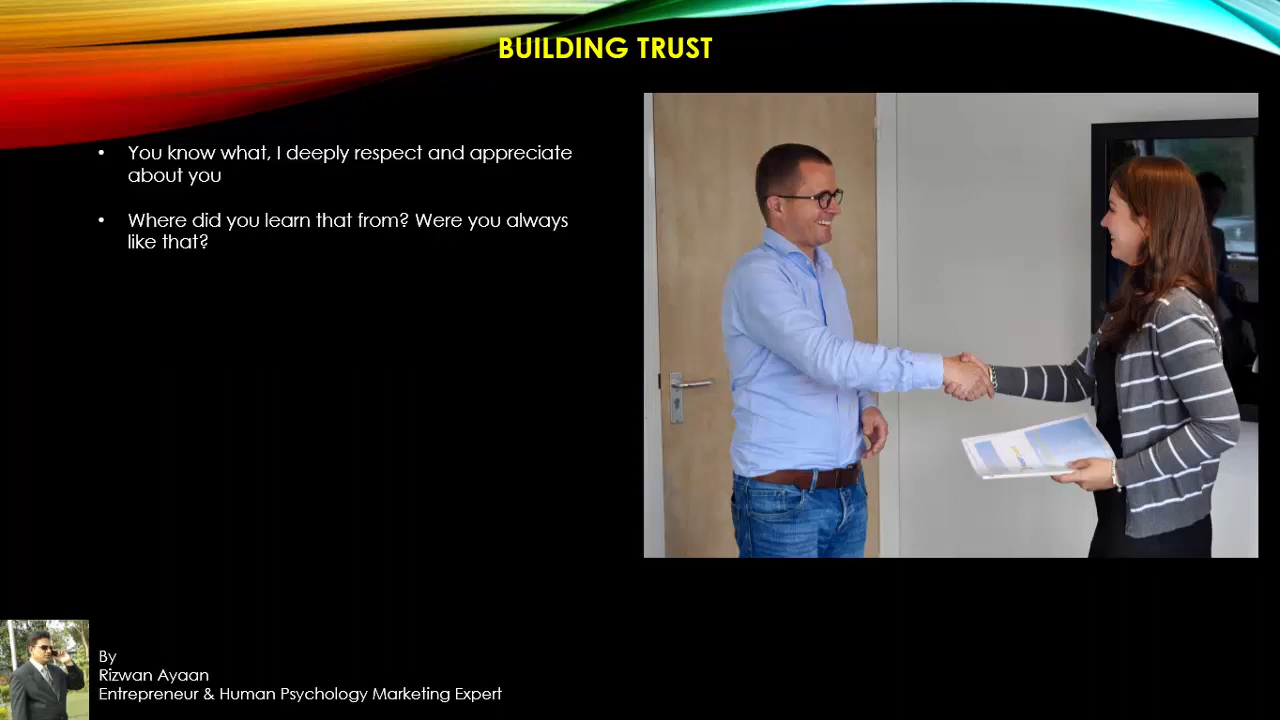 BUILDING TRUST
• You know what, I deeply respect and appreciate
about you
• Where did you learn that from? Were you always
like that?
By
Rizwan Ayaan
Entrepreneur & Human Psychology Marketing Expert